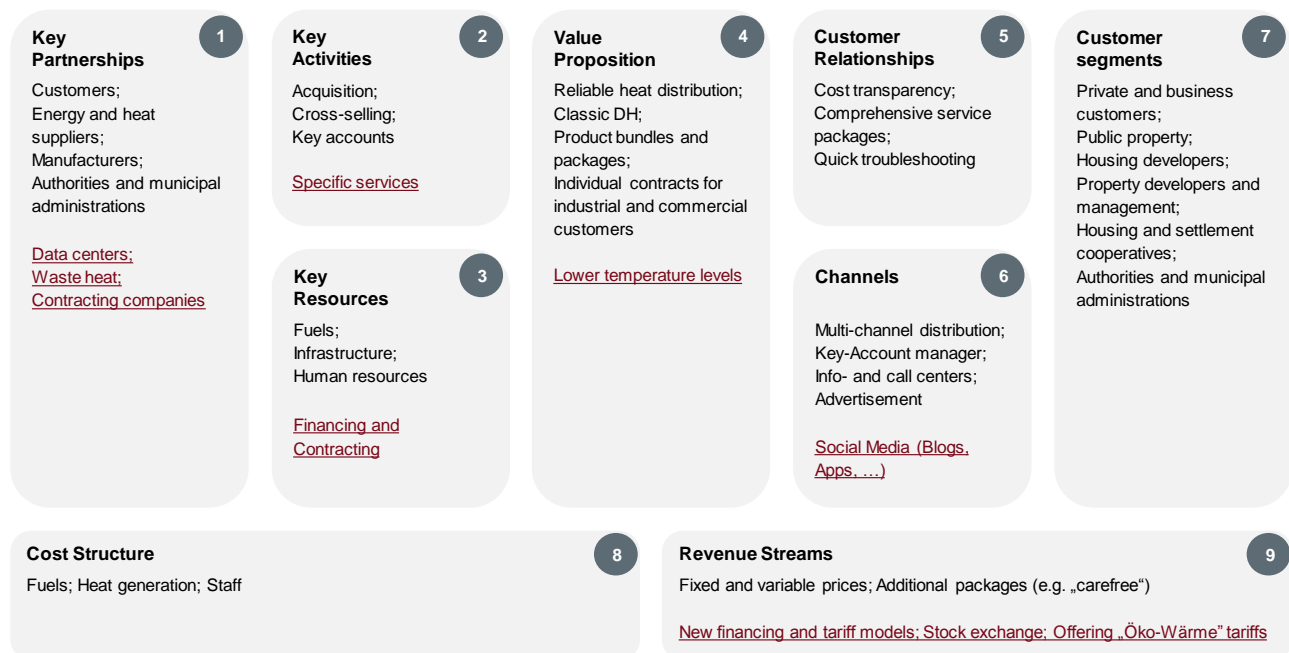 Key
Partnerships
1
Customers;
Energy and heat
suppliers;
Manufacturers;
Authorities and municipal
administrations
Data centers;
Waste heat;
Contracting companies
Key
Activities
2
Acquisition;
Cross-selling;
Key accounts
Specific services
Key
Resources
3
Fuels;
Infrastructure;
Human resources
Financing and
Contracting
Value
Proposition
4
Reliable heat distribution;
Classic DH;
Product bundles and
packages;
Individual contracts for
industrial and commercial
customers
Lower temperature levels
Customer
Relationships
5
Cost transparency;
Comprehensive service
packages;
Quick troubleshooting
Channels
6
Multi-channel distribution;
Key-Account manager;
Info- and call centers;
Advertisement
Social Media (Blogs,
Apps, …)
Customer
segments
7
Private and business
customers;
Public property;
Housing developers;
Property developers and
management;
Housing and settlement
cooperatives;
Authorities and municipal
administrations
Cost Structure
8
Fuels; Heat generation; Staff
Revenue Streams
9
Fixed and variable prices; Additional packages (e.g. „carefree“)
New financing and tariff models; Stock exchange; Offering „Öko-Wärme” tariffs